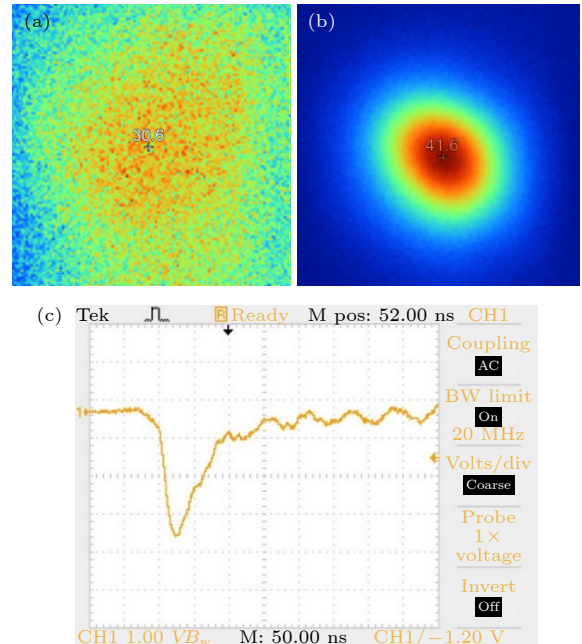 (a)
30.6
(b)
41.6
(c)
Tek R Ready M pos: 52.00 ns CH1
Coupling
AC
BW limit
On
20 MHz
Volts/div
Coarse
Probe
1×
voltage
Invert
Off
1
CH1 1.00 VBw M: 50.00 ns CH1/−1.20 V